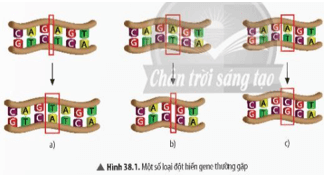 C A G A G T
G T C T C A
C A G A G T
G T C T C A
C A G A G T
G T C T C A
Chân trời sáng tạo
C A G T A G T
G T C A T C A
C A G G T
G T C C A
C A G C G T
G T C G C A
a) b) c)
▲ Hình 38.1. Một số loại đột biến gene thường gặp